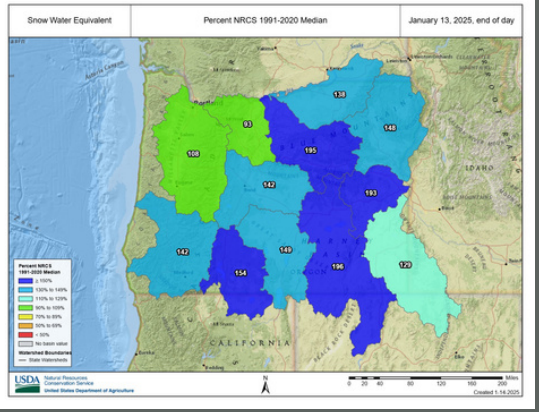 Snow Water Equivalent
Percent NRCS 1991-2020 Median
January 13, 2025, end of day
138
93
148
108
195
142
193
142
149
129
154
196
IDAHO
CALIFORNIA
Percent NRCS
1991-2020 Median
≥ 150%
130% to 149%
110% to 129%
90% to 109%
70% to 89%
50% to 69%
< 50%
No basin value
Watershed Boundaries
State Watersheds
Eureka
Redding
Elko
USDA
Natural Resources
Conservation Service
United States Department of Agriculture
N
Miles
0 20 40 80 120 160 200
Created 1-14-2025